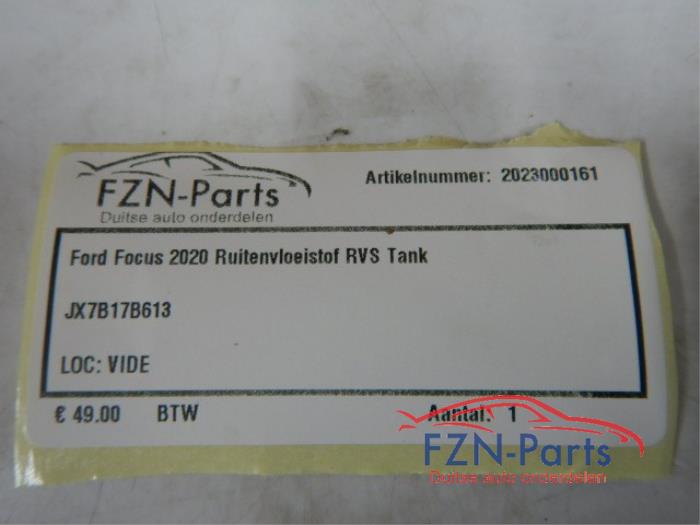 FZN-Parts
Duitse auto onderdelen
Artikelnummer: 2023000161
Ford Focus 2020 Ruitenvloeistof RVS Tank
JX7B17B613
LOC: VIDE
€ 49.00 BTW Aantal: 1
FZN-Parts
Duitse auto onderdelen